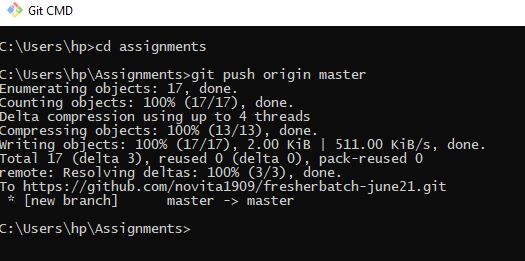 Git CMD
C:\Users\hp>cd assignments
C:\Users\hp\Assignments>git push origin master
Enumerating objects: 17, done.
Counting objects: 100% (17/17), done.
Delta compression using up to 4 threads
Compressing objects: 100% (13/13), done.
Writing objects: 100% (17/17), 2.00 KiB | 511.00 KiB/s, done.
Total 17 (delta 3), reused 0 (delta 0), pack-reused 0
remote: Resolving deltas: 100% (3/3), done.
To https://github.com/novita1909/fresherbatch-june21.git
 * [new branch]      master -> master
C:\Users\hp\Assignments>